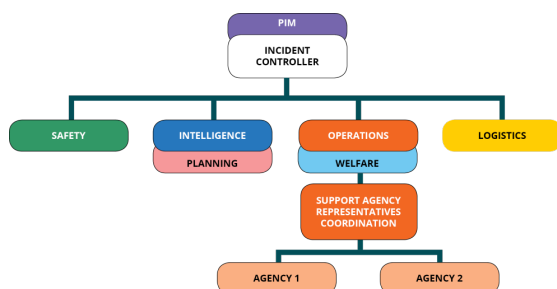 PIM
INCIDENT
CONTROLLER
SAFETY
INTELLIGENCE
OPERATIONS
LOGISTICS
PLANNING
WELFARE
SUPPORT AGENCY
REPRESENTATIVES
COORDINATION
AGENCY 1
AGENCY 2